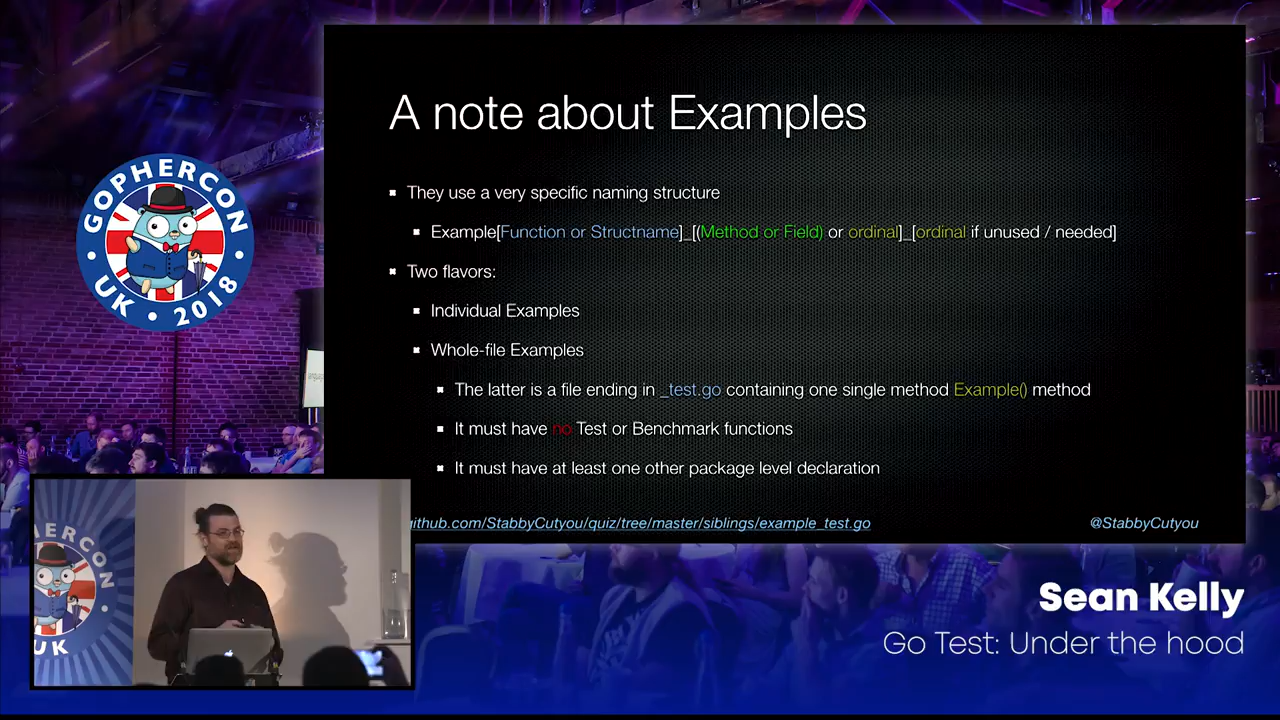 A note about Examples
They use a very specific naming structure
Example[Function or Structname]_[(Method or Field) or ordinal]_[ordinal if unused / needed]
Two flavors:
Individual Examples
Whole-file Examples
The latter is a file ending in _test.go containing one single method Example() method
It must have no Test or Benchmark functions
It must have at least one other package level declaration
github.com/StabbyCutyou/quiz/tree/master/siblings/example_test.go
@StabbyCutyou
GOPHERCON
UK • 2018
Sean Kelly
Go Test: Under the hood
UK